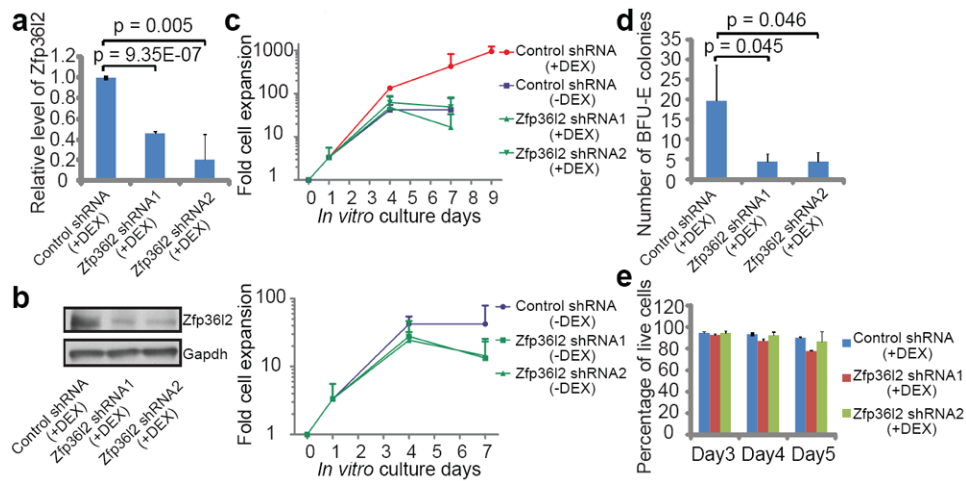 a
Relative level of Zfp36l2
p = 0.005
p = 9.35E-07
1.2
1.0
0.8
0.6
0.4
0.2
0
Control shRNA
(+DEX)
Zfp36l2 shRNA1
(+DEX)
Zfp36l2 shRNA2
(+DEX)
b
Zfp36l2
Gapdh
Control shRNA
(+DEX)
Zfp36l2 shRNA1
(+DEX)
Zfp36l2 shRNA2
(+DEX)
c
Fold cell expansion
1000
100
10
1
0 1 2 3 4 5 6 7 8 9
In vitro culture days
Control shRNA
(+DEX)
Control shRNA
(-DEX)
Zfp36l2 shRNA1
(+DEX)
Zfp36l2 shRNA2
(+DEX)
Fold cell expansion
100
10
1
0 1 2 3 4 5 6 7
In vitro culture days
Control shRNA
(-DEX)
Zfp36l2 shRNA1
(-DEX)
Zfp36l2 shRNA2
(-DEX)
d
Number of BFU-E colonies
p = 0.046
p = 0.045
35
30
25
20
15
10
5
0
Control shRNA
(+DEX)
Zfp36l2 shRNA1
(+DEX)
Zfp36l2 shRNA2
(+DEX)
e
Percentage of live cells
120
100
80
60
40
20
0
Day3 Day4 Day5
Control shRNA
(+DEX)
Zfp36l2 shRNA1
(+DEX)
Zfp36l2 shRNA2
(+DEX)